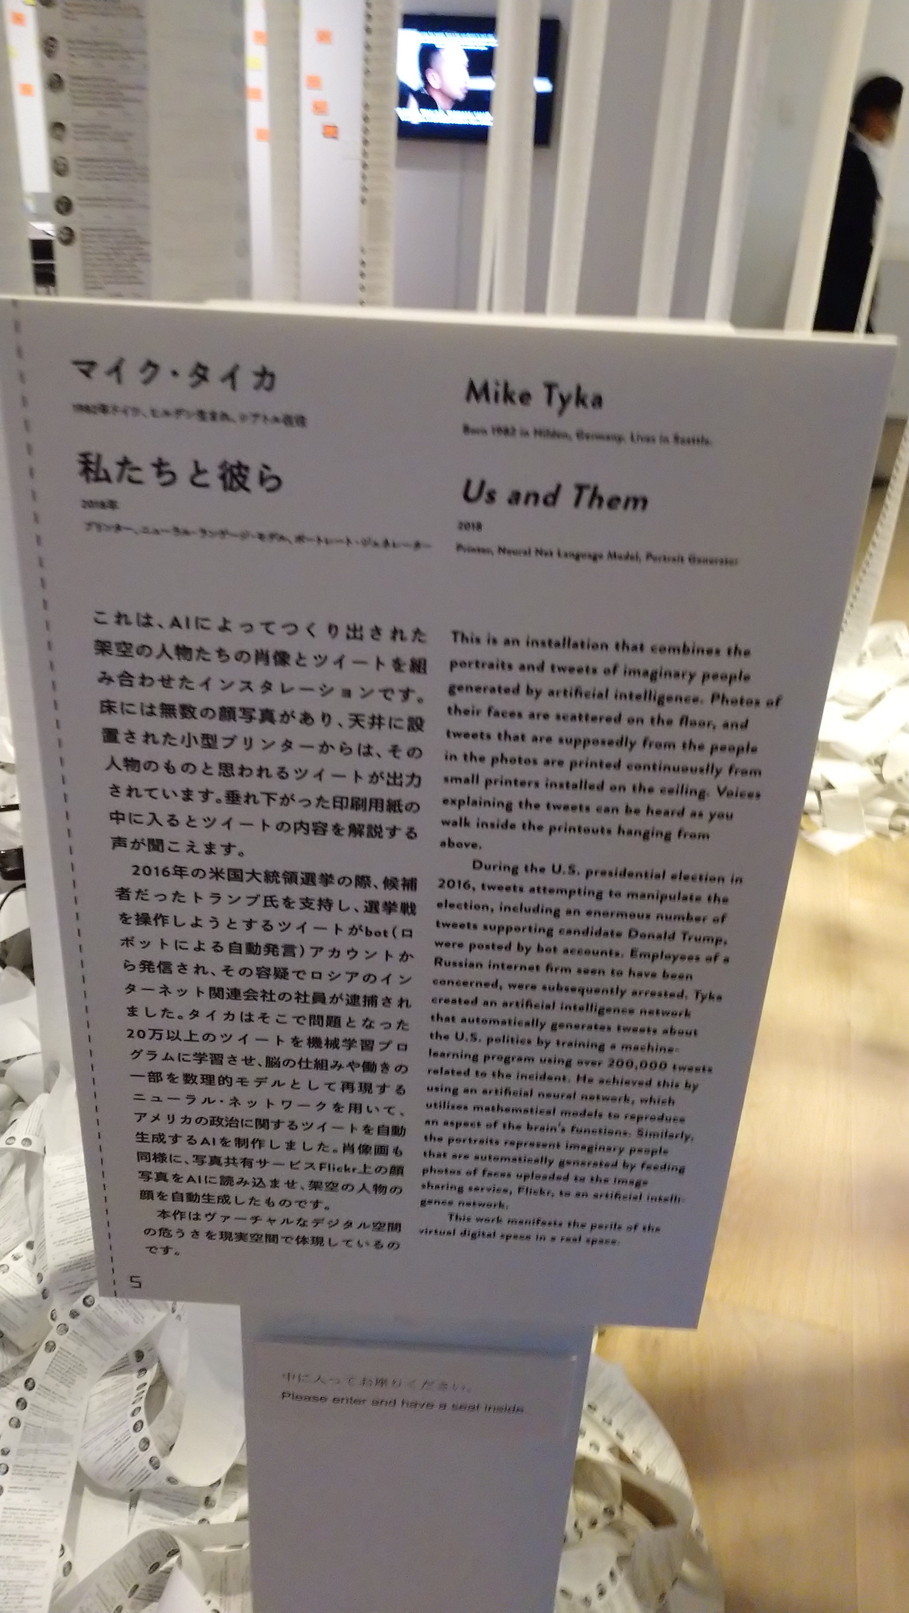 マイク・タイカ
1982年ドイツ、ヒルデン生まれ、シアトル在住
私たちと彼ら
2018年
プリンター、ニューラル・ランゲージ・モデル、ポートレート・ジェネレーター
これは、AIによってつくり出された
架空の人物たちの肖像とツイートを組
み合わせたインスタレーションです。
床には無数の顔写真があり、天井に設
置された小型プリンターからは、その
人物のものと思われるツイートが出力
されています。垂れ下がった印刷用紙の
中に入るとツイートの内容を解説する
声が聞こえます。
2016年の米国大統領選挙の際、候補
者だったトランプ氏を支持し、選挙戦
を操作しようとするツイートがbot(ロ
ボットによる自動発言)アカウントか
ら発信され、その容疑でロシアのイン
ターネット関連会社の社員が逮捕され
ました。タイカはそこで問題となった
20万以上のツイートを機械学習プロ
グラムに学習させ、脳の仕組みや働きの
一部を数理的モデルとして再現する
ニューラル・ネットワークを用いて、
アメリカの政治に関するツイートを自動
生成するAIを制作しました。肖像画も
同様に、写真共有サービスFlickr上の顔
写真をAIに読み込ませ、架空の人物の
顔を自動生成したものです。
本作はヴァーチャルなデジタル空間
の危うさを現実空間で体現しているの
です。
5
Mike Tyka
Born 1982 in Hilden, Germany. Lives in Seattle.
Us and Them
2018
Printer, Neural Net Language Model, Portrait Generator
This is an installation that combines the
portraits and tweets of imaginary people
generated by artificial intelligence. Photos of
their faces are scattered on the floor, and
tweets that are supposedly from the people
in the photos are printed continuously from
small printers installed on the ceiling. Voices
explaining the tweets can be heard as you
walk inside the printouts hanging from
above.
During the U.S. presidential election in
2016, tweets attempting to manipulate the
election, including an enormous number of
tweets supporting candidate Donald Trump,
were posted by bot accounts. Employees of a
Russian internet firm seen to have been
concerned, were subsequently arrested. Tyka
created an artificial intelligence network
that automatically generates tweets about
the U.S. politics by training a machine-
learning program using over 200,000 tweets
related to the incident. He achieved this by
using an artificial neural network, which
utilises mathematical models to reproduce
an aspect of the brain's functions. Similarly,
the portraits represent imaginary people
that are automatically generated by feeding
photos of faces uploaded to the image
sharing service, Flickr, to an artificial intelli-
gence network.
This work manifests the perils of the
virtual digital space in a real space.
中に入ってお座りください。
Please enter and have a seat inside